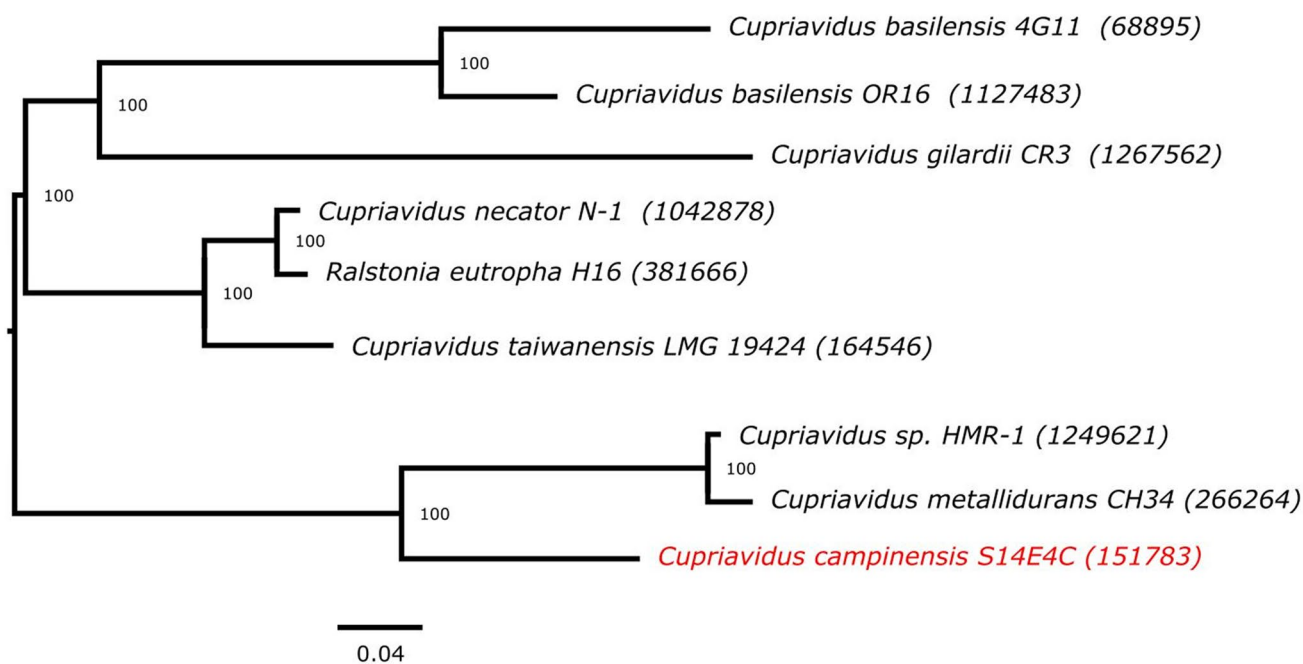 Cupriavidus basilensis 4G11 (68895)
100
Cupriavidus basilensis OR16 (1127483)
100
Cupriavidus gilardii CR3 (1267562)
100
Cupriavidus necator N-1 (1042878)
100
Ralstonia eutropha H16 (381666)
100
Cupriavidus taiwanensis LMG 19424 (164546)
Cupriavidus sp. HMR-1 (1249621)
100
Cupriavidus metallidurans CH34 (266264)
100
Cupriavidus campinensis S14E4C (151783)
0.04